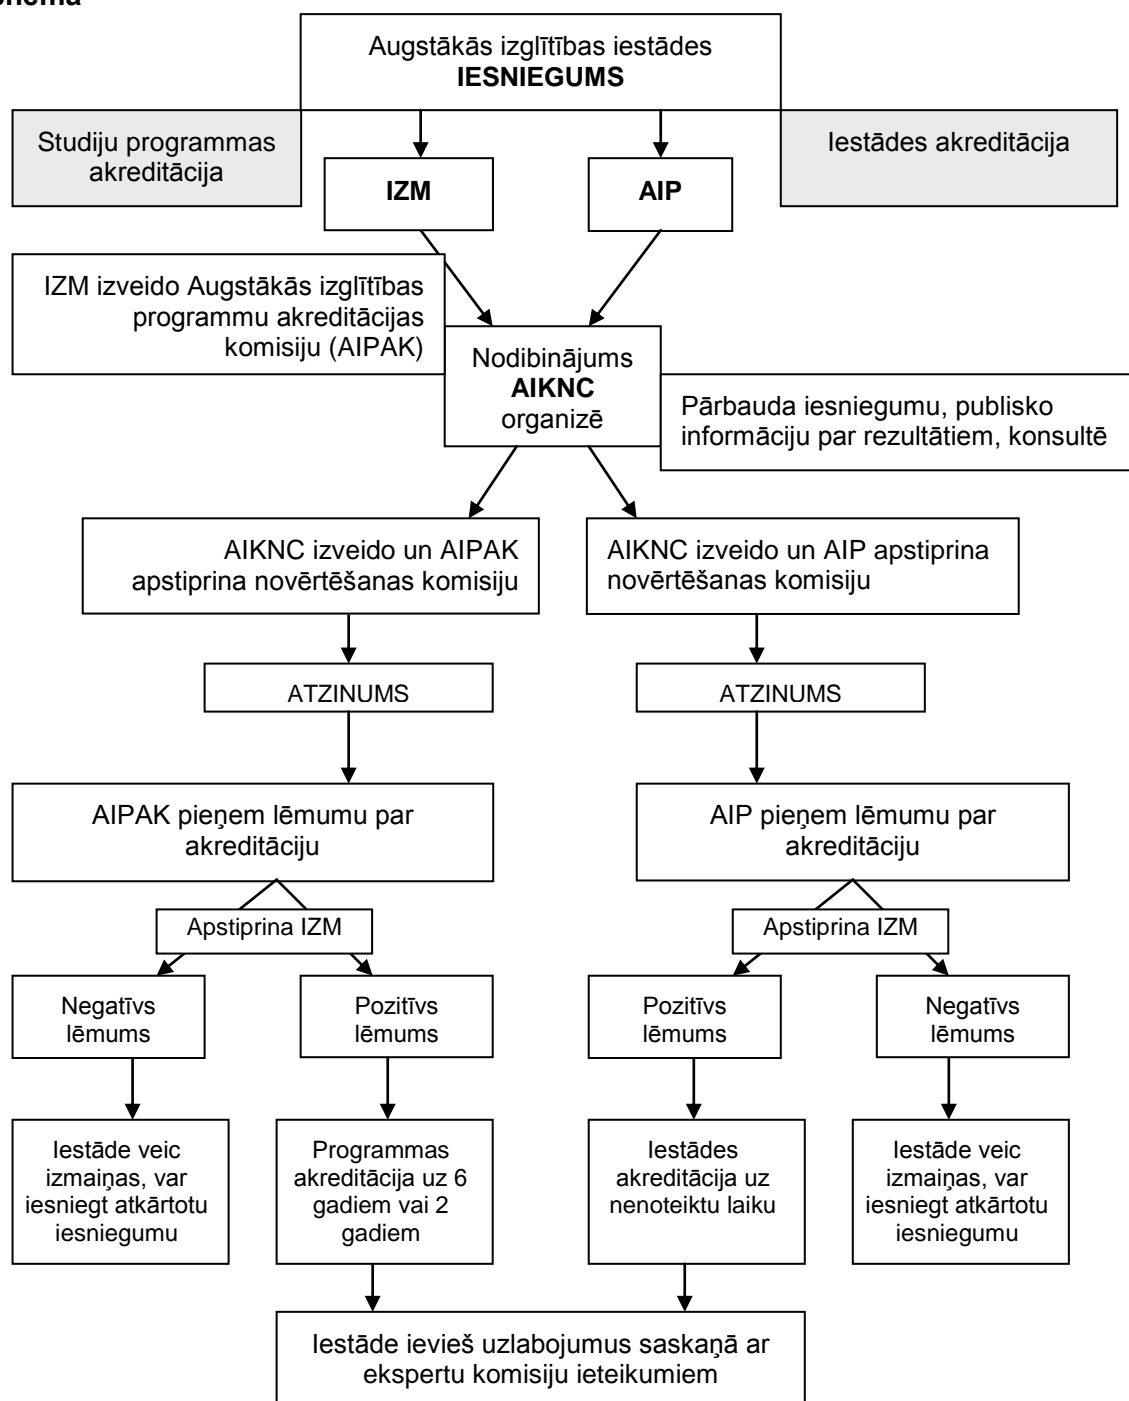 Augstākās izglītības iestādes
IESNIEGUMS
Studiju programmas
akreditācija
Iestādes akreditācija
IZM
AIP
IZM izveido Augstākās izglītības
programmu akreditācijas
komisiju (AIPAK)
Nodibinājums
AIKNC
organizē
Pārbauda iesniegumu, publisko
informāciju par rezultātiem, konsultē
AIKNC izveido un AIPAK
apstiprina novērtēšanas komisiju
AIKNC izveido un AIP apstiprina
novērtēšanas komisiju
ATZINUMS
ATZINUMS
AIPAK pieņem lēmumu par
akreditāciju
AIP pieņem lēmumu par
akreditāciju
Apstiprina IZM
Apstiprina IZM
Negatīvs
lēmums
Pozitīvs
lēmums
Pozitīvs
lēmums
Negatīvs
lēmums
Iestāde veic
izmaiņas, var
iesniegt atkārtotu
iesniegumu
Programmas
akreditācija uz 6
gadiem vai 2
gadiem
Iestādes
akreditācija uz
nenoteiktu laiku
Iestāde veic
izmaiņas, var
iesniegt atkārtotu
iesniegumu
Iestāde ievieš uzlabojumus saskaņā ar
ekspertu komisiju ieteikumiem